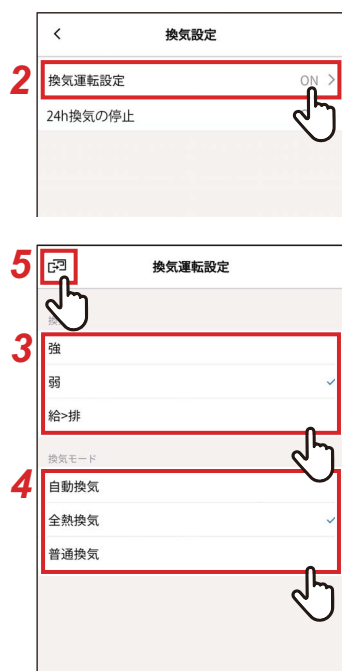 換気設定
2
換気運転設定 ON
24h換気の停止
5
換気運転設定
3
強
弱
給>排
換気モード
4
自動換気
全熱換気
普通換気